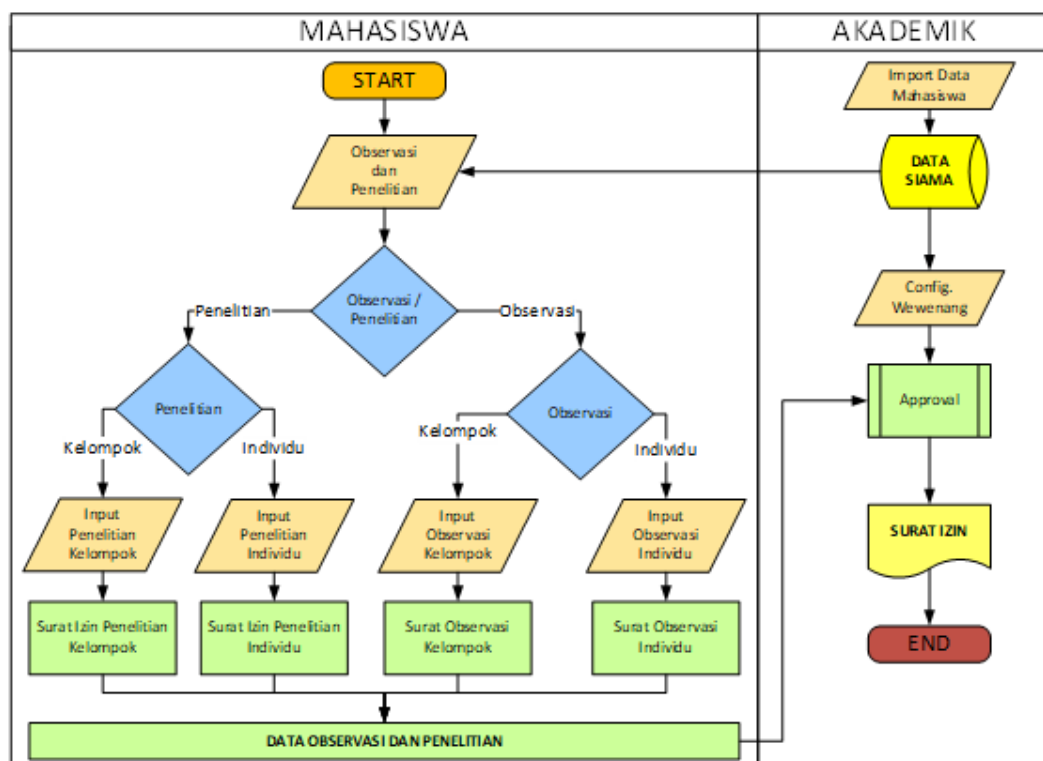 MAHASISWA
AKADEMIK
START
Import Data
Mahasiswa
Observasi
dan
Penelitian
DATA
SIAMA
Observasi /
Penelitian
Penelitian
Observasi
Config.
Wewenang
Penelitian
Observasi
Approval
Kelompok
Individu
Kelompok
Individu
Input
Penelitian
Kelompok
Input
Penelitian
Individu
Input
Observasi
Kelompok
Input
Observasi
Individu
SURAT IZIN
Surat Izin Penelitian
Kelompok
Surat Izin Penelitian
Individu
Surat Observasi
Kelompok
Surat Observasi
Individu
END
DATA OBSERVASI DAN PENELITIAN